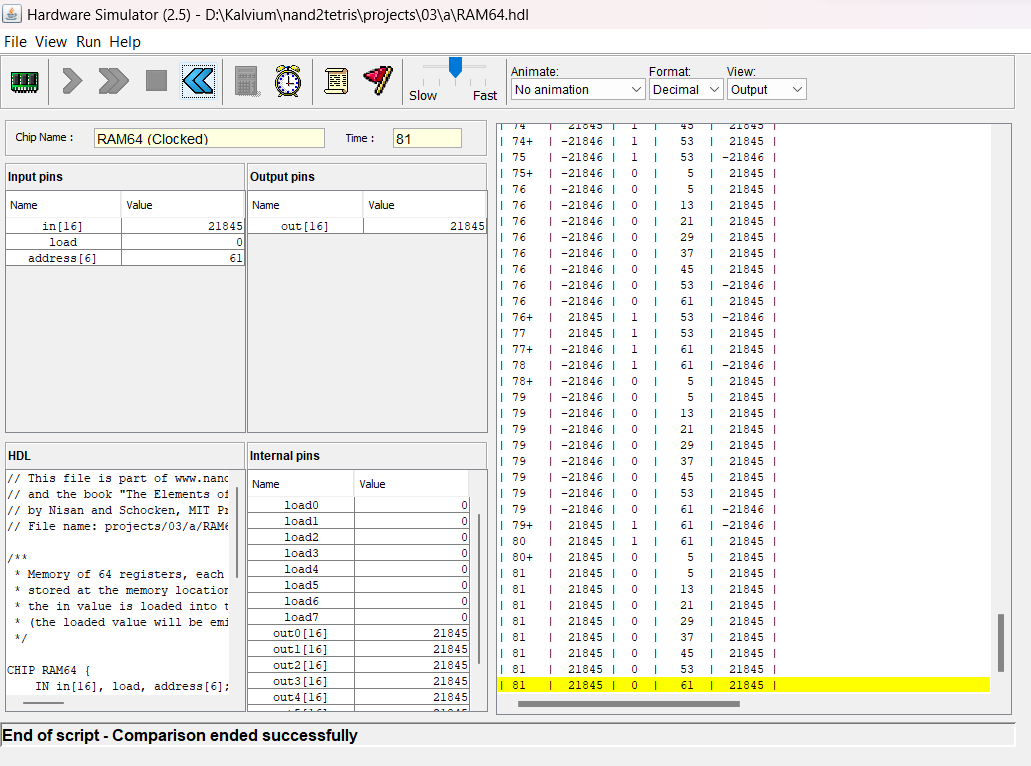 Hardware Simulator (2.5) - D:\Kalvium\nand2tetris\projects\03\a\RAM64.hdl
File View Run Help
Slow Fast
Animate: Format: View:
No animation Decimal Output
Chip Name : RAM64 (Clocked) Time : 81
Input pins
Name Value
in[16] 21845
load 0
address[6] 61
Output pins
Name Value
out[16] 21845
HDL
// This file is part of www.nand
// and the book "The Elements of
// by Nisan and Schocken, MIT Pr
// File name: projects/03/a/RAM6
/**
* Memory of 64 registers, each
* stored at the memory location
* the in value is loaded into t
* (the loaded value will be emi
*/
CHIP RAM64 {
IN in[16], load, address[6];
Internal pins
Name Value
load0 0
load1 0
load2 0
load3 0
load4 0
load5 0
load6 0
load7 0
out0[16] 21845
out1[16] 21845
out2[16] 21845
out3[16] 21845
out4[16] 21845
| 74 | 21845 | 1 | 45 | 21845 |
| 74+ | -21846 | 1 | 53 | 21845 |
| 75 | -21846 | 1 | 53 | -21846 |
| 75+ | -21846 | 0 | 5 | 21845 |
| 76 | -21846 | 0 | 5 | 21845 |
| 76 | -21846 | 0 | 13 | 21845 |
| 76 | -21846 | 0 | 21 | 21845 |
| 76 | -21846 | 0 | 29 | 21845 |
| 76 | -21846 | 0 | 37 | 21845 |
| 76 | -21846 | 0 | 45 | 21845 |
| 76 | -21846 | 0 | 53 | -21846 |
| 76 | -21846 | 0 | 61 | 21845 |
| 76+ | 21845 | 1 | 53 | -21846 |
| 77 | 21845 | 1 | 53 | 21845 |
| 77+ | -21846 | 1 | 61 | 21845 |
| 78 | -21846 | 1 | 61 | -21846 |
| 78+ | -21846 | 0 | 5 | 21845 |
| 79 | -21846 | 0 | 5 | 21845 |
| 79 | -21846 | 0 | 13 | 21845 |
| 79 | -21846 | 0 | 21 | 21845 |
| 79 | -21846 | 0 | 29 | 21845 |
| 79 | -21846 | 0 | 37 | 21845 |
| 79 | -21846 | 0 | 45 | 21845 |
| 79 | -21846 | 0 | 53 | 21845 |
| 79 | -21846 | 0 | 61 | -21846 |
| 79+ | 21845 | 1 | 61 | -21846 |
| 80 | 21845 | 1 | 61 | 21845 |
| 80+ | 21845 | 0 | 5 | 21845 |
| 81 | 21845 | 0 | 5 | 21845 |
| 81 | 21845 | 0 | 13 | 21845 |
| 81 | 21845 | 0 | 21 | 21845 |
| 81 | 21845 | 0 | 29 | 21845 |
| 81 | 21845 | 0 | 37 | 21845 |
| 81 | 21845 | 0 | 45 | 21845 |
| 81 | 21845 | 0 | 53 | 21845 |
| 81 | 21845 | 0 | 61 | 21845 |
End of script - Comparison ended successfully